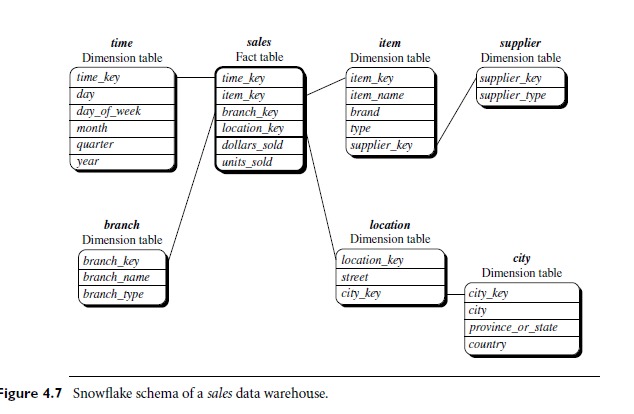 time
Dimension table
time_key
day
day_of_week
month
quarter
year
sales
Fact table
time_key
item_key
branch_key
location_key
dollars_sold
units_sold
item
Dimension table
item_key
item_name
brand
type
supplier_key
supplier
Dimension table
supplier_key
supplier_type
branch
Dimension table
branch_key
branch_name
branch_type
location
Dimension table
location_key
street
city_key
city
Dimension table
city_key
city
province_or_state
country
Figure 4.7 Snowflake schema of a sales data warehouse.